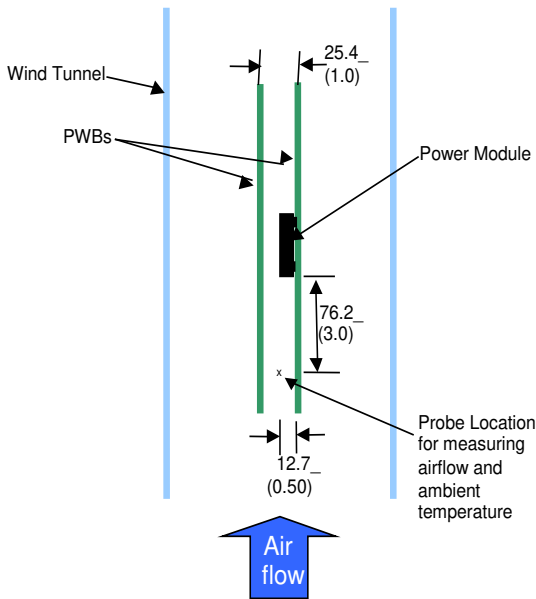 25.4_
(1.0)
Wind Tunnel
PWBs
Power Module
76.2_
(3.0)
x
Probe Location
for measuring
airflow and
ambient
temperature
12.7_
(0.50)
Air
flow